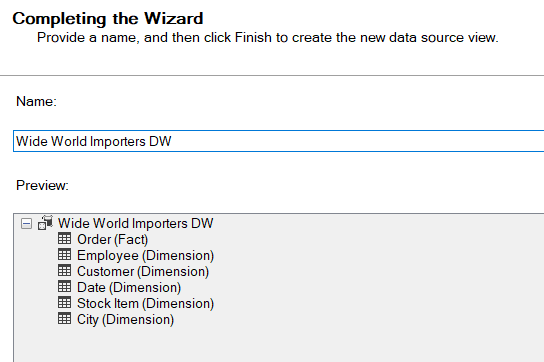 Completing the Wizard
Provide a name, and then click Finish to create the new data source view.
Name:
Wide World Importers DW
Preview:
Wide World Importers DW
Order (Fact)
Employee (Dimension)
Customer (Dimension)
Date (Dimension)
Stock Item (Dimension)
City (Dimension)